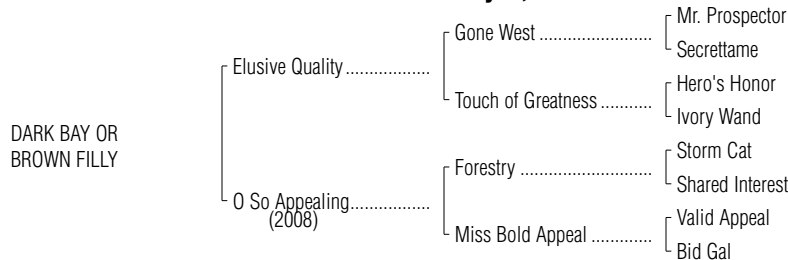 Mr. Prospector
Gone West ........................
Secrettame
Elusive Quality ..................
Hero's Honor
Touch of Greatness ...........
Ivory Wand
DARK BAY OR
BROWN FILLY
Storm Cat
Forestry ............................
Shared Interest
O So Appealing.................
(2008)
Valid Appeal
Miss Bold Appeal .............
Bid Gal